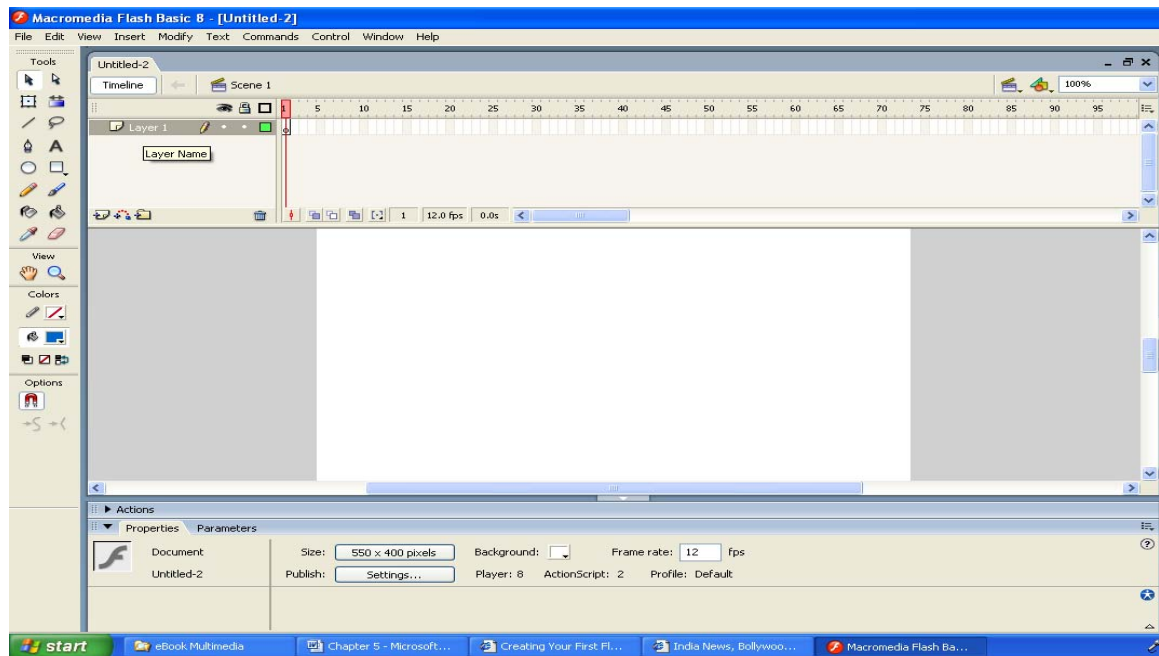 Macromedia Flash Basic 8 - [Untitled-2]
File Edit View Insert Modify Text Commands Control Window Help
Tools
Untitled-2
Timeline Scene 1 100%
1 5 10 15 20 25 30 35 40 45 50 55 60 65 70 75 80 85 90 95
Layer 1
Layer Name
A
1 12.0 fps 0.0s
View
Colors
Options
Actions
Properties Parameters
Document Size: 550 x 400 pixels Background: Frame rate: 12 fps
Untitled-2 Publish: Settings... Player: 8 ActionScript: 2 Profile: Default
start eBook Multimedia Chapter 5 - Microsoft... Creating Your First Fl... India News, Bollywoo... Macromedia Flash Ba...